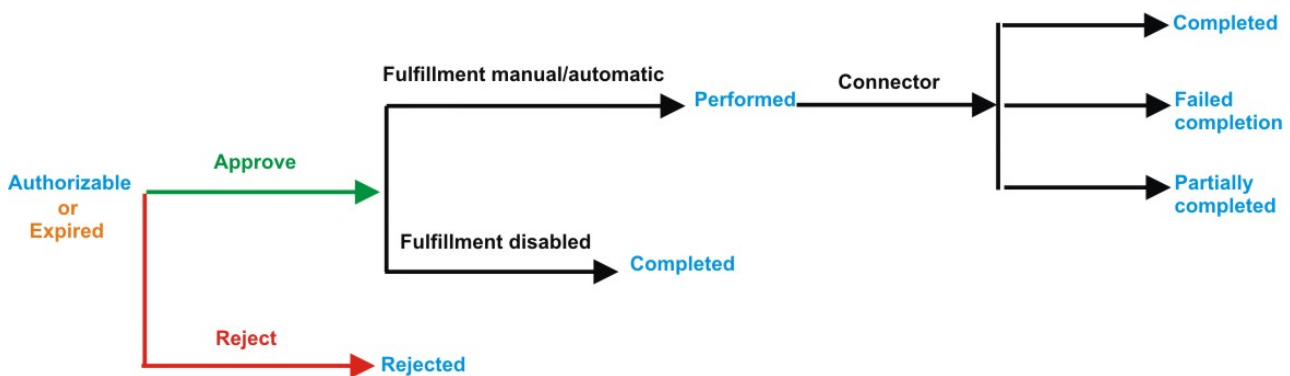 Completed
Fulfillment manual/automatic
Connector
Performed
Failed
completion
Approve
Authorizable
or
Expired
Partially
completed
Fulfillment disabled
Completed
Reject
Rejected